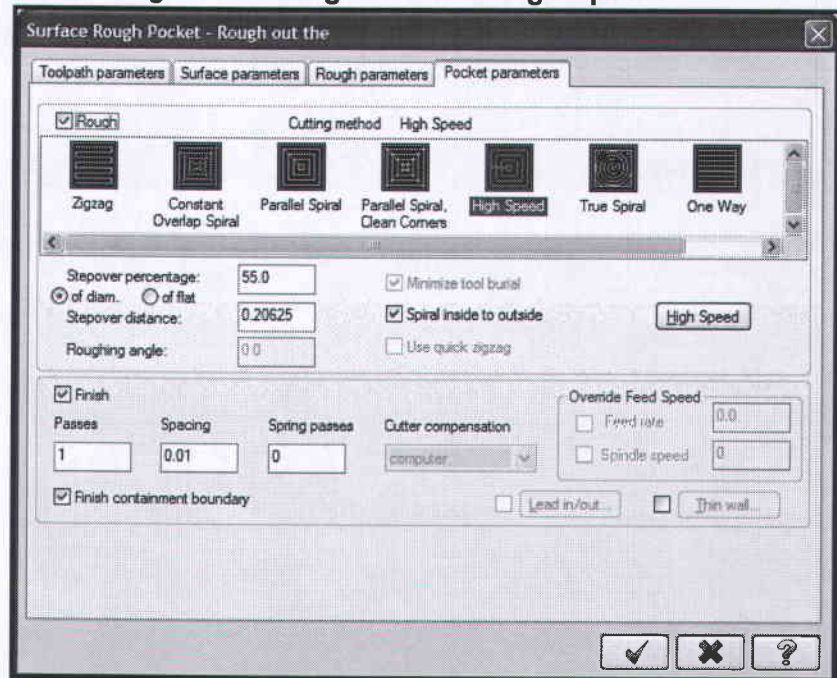 Surface Rough Pocket - Rough out the
Toolpath parameters Surface parameters Rough parameters Pocket parameters
Rough Cutting method High Speed
Zigzag Constant Overlap Spiral Parallel Spiral Parallel Spiral, Clean Corners High Speed True Spiral One Way
Stepover percentage: 55.0 Minimize tool burial
of diam. of flat
Stepover distance: 0.20625 Spiral inside to outside High Speed
Roughing angle: 0.0 Use quick zigzag
Finish Override Feed Speed
Passes Spacing Spring passes Cutter compensation Feed rate 0.0
1 0.01 0 computer Spindle speed 0
Finish containment boundary Lead in/out... Thin wall...
?